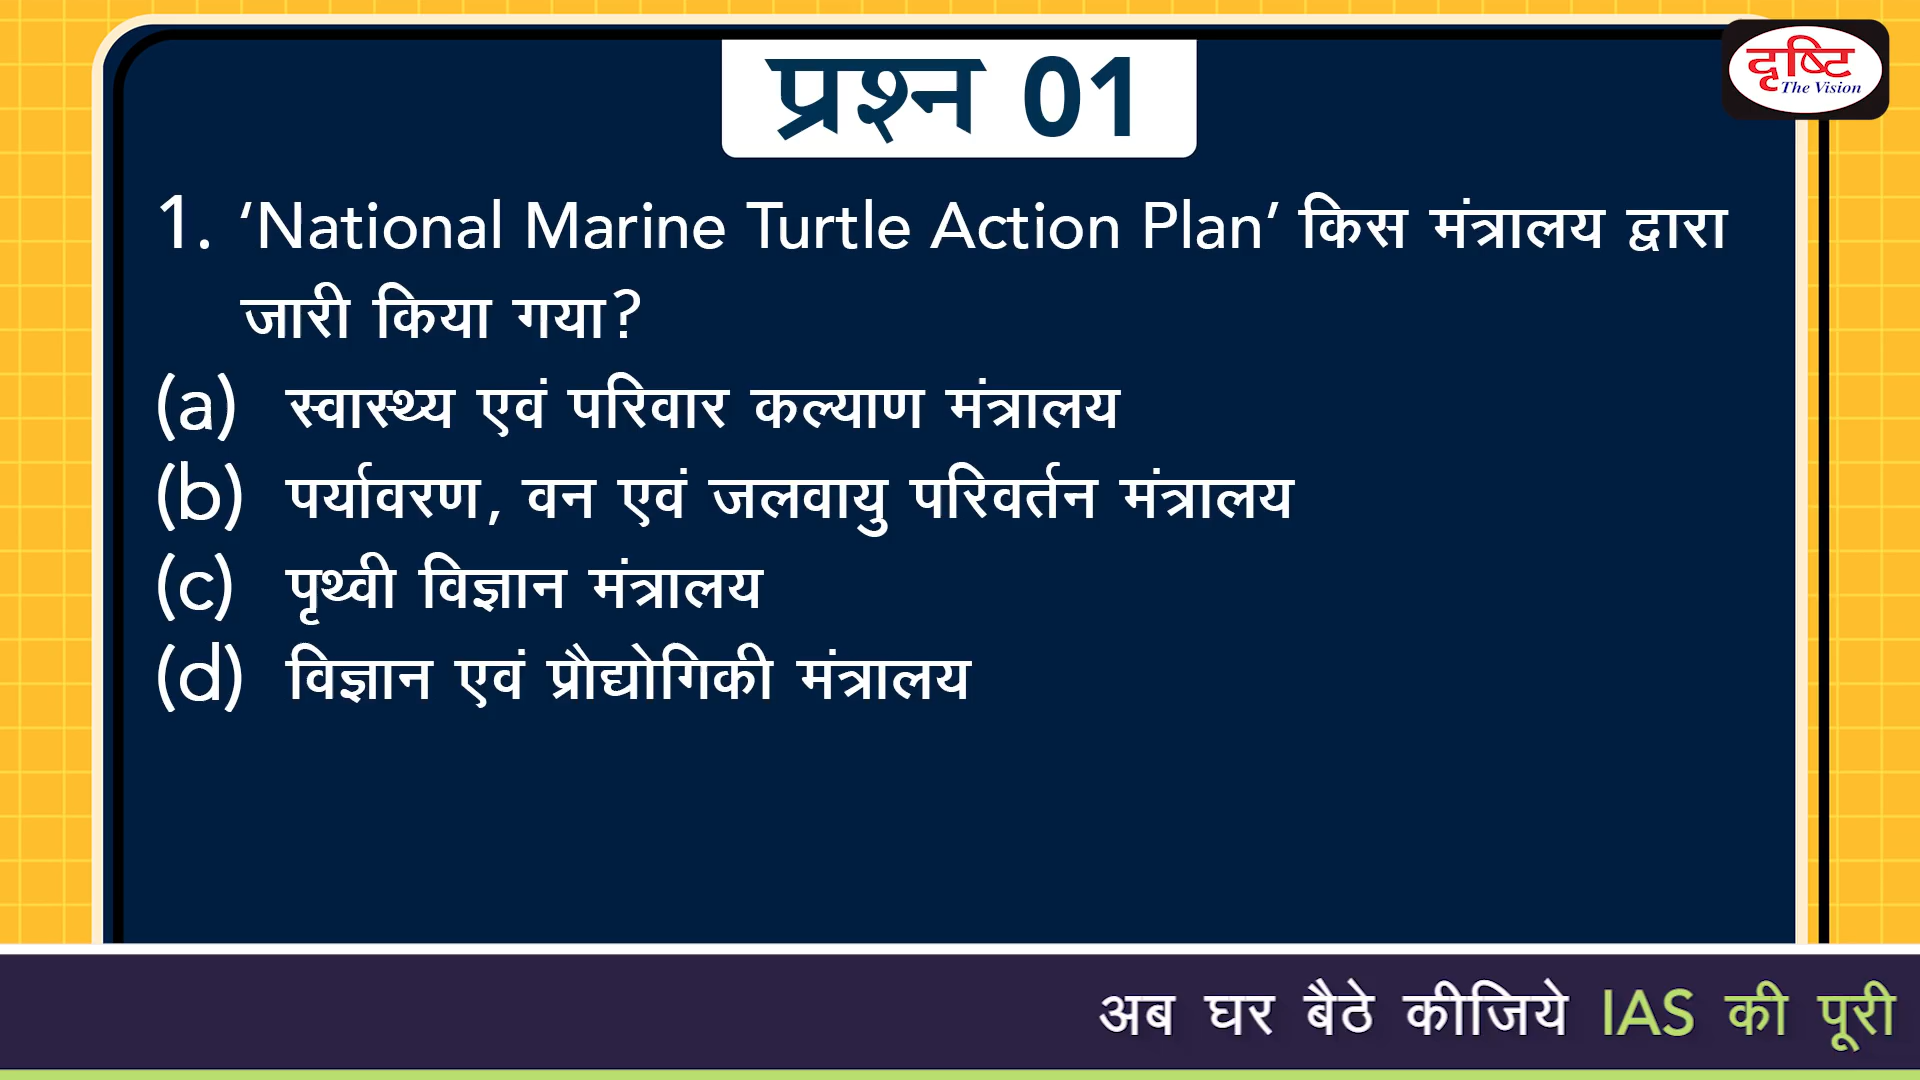 प्रश्न 01
दृष्टि
The Vision
1. ‘National Marine Turtle Action Plan’ किस मंत्रालय द्वारा
जारी किया गया?
(a) स्वास्थ्य एवं परिवार कल्याण मंत्रालय
(b) पर्यावरण, वन एवं जलवायु परिवर्तन मंत्रालय
(c) पृथ्वी विज्ञान मंत्रालय
(d) विज्ञान एवं प्रौद्योगिकी मंत्रालय
अब घर बैठे कीजिये IAS की पूरी